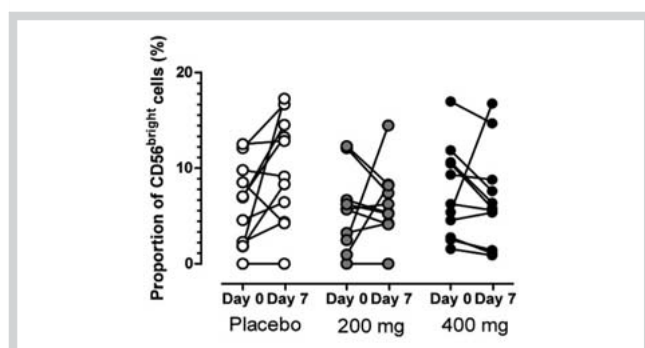 Proportion of CD56bright cells (%)
20
10
0
Day 0 Day 7 Day 0 Day 7 Day 0 Day 7
Placebo 200 mg 400 mg